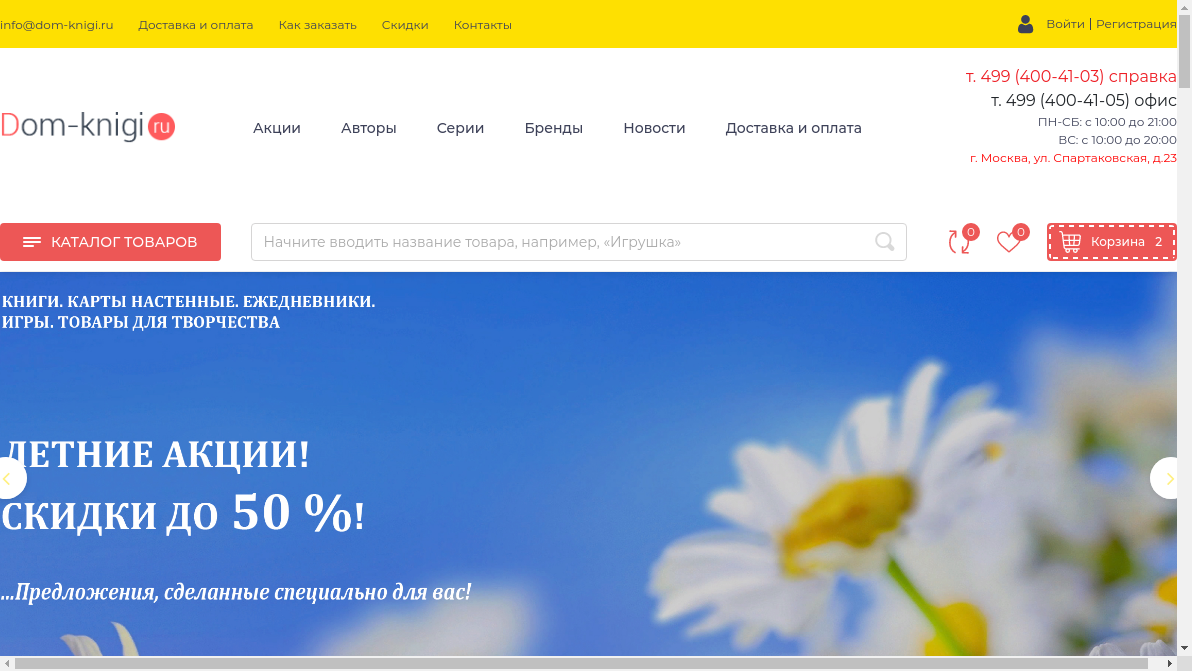 info@dom-knigi.ru Доставка и оплата Как заказать Скидки Контакты Войти | Регистрация
т. 499 (400-41-03) справка
т. 499 (400-41-05) офис
ПН-СБ: с 10:00 до 21:00
ВС: с 10:00 до 20:00
г. Москва, ул. Спартаковская, д.23
Dom-knigi ru Акции Авторы Серии Бренды Новости Доставка и оплата
КАТАЛОГ ТОВАРОВ Начните вводить название товара, например, «Игрушка» 0 0 Корзина 2
КНИГИ. КАРТЫ НАСТЕННЫЕ. ЕЖЕДНЕВНИКИ.
ИГРЫ. ТОВАРЫ ДЛЯ ТВОРЧЕСТВА
ЛЕТНИЕ АКЦИИ!
СКИДКИ ДО 50 %!
...Предложения, сделанные специально для вас!